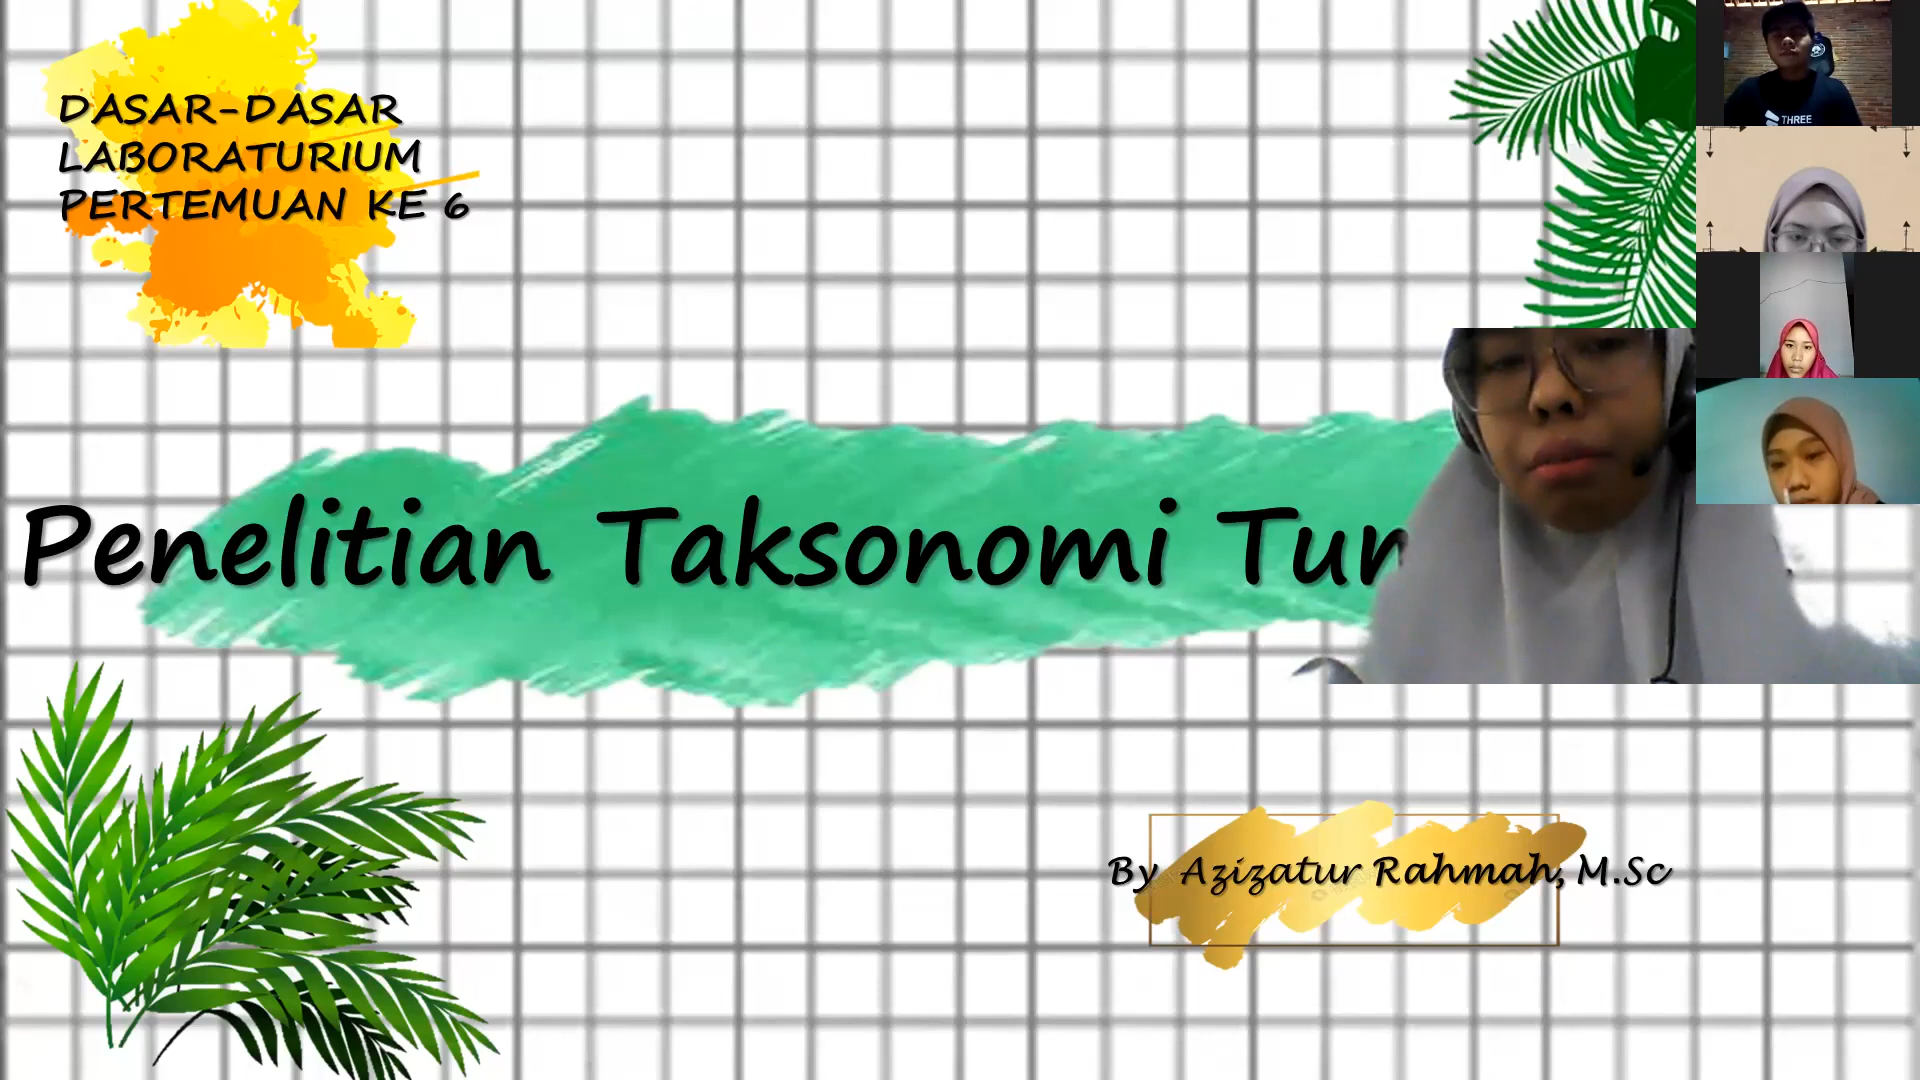 DASAR-DASAR
LABORATURIUM
PERTEMUAN KE 6
THREE
Penelitian Taksonomi
By Azizatur Rahmah, M.Sc